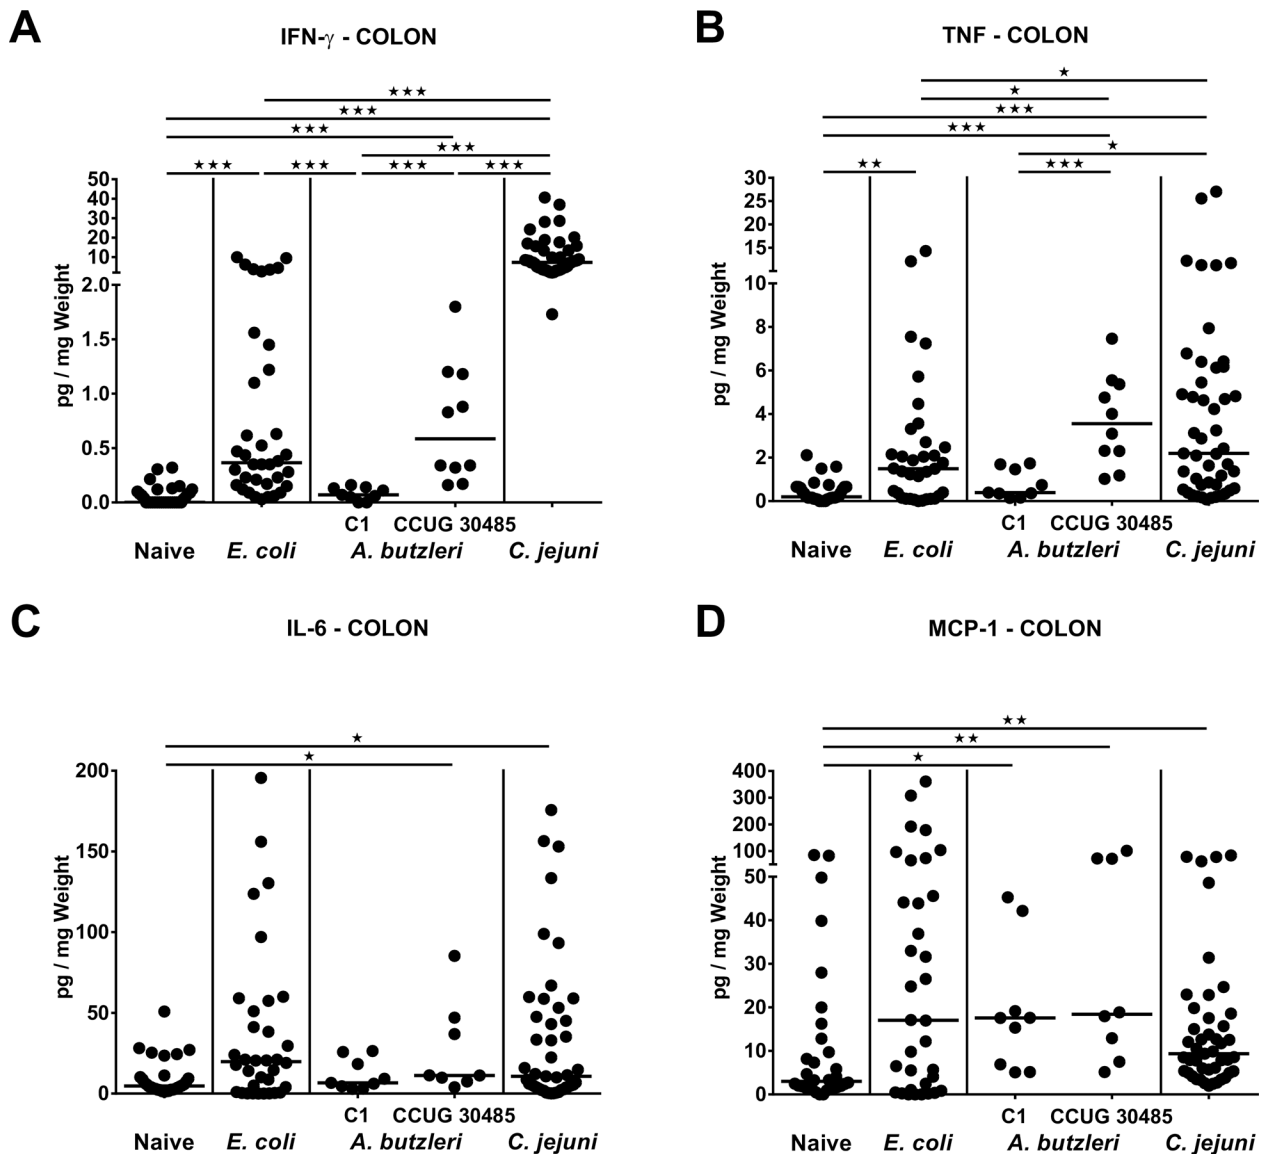 A
IFN-γ - COLON
★★★
★★★
★★★
★★★
★★★ ★★★ ★★★ ★★★
pg / mg Weight
50
40
30
20
10
2.0
1.5
1.0
0.5
0.0
C1 CCUG 30485
Naive E. coli A. butzleri C. jejuni
B
TNF - COLON
★
★
★★★
★★★
★
★★ ★★★
pg / mg Weight
30
25
20
15
10
8
6
4
2
0
C1 CCUG 30485
Naive E. coli A. butzleri C. jejuni
C
IL-6 - COLON
★
★
pg / mg Weight
200
150
100
50
0
C1 CCUG 30485
Naive E. coli A. butzleri C. jejuni
D
MCP-1 - COLON
★★
★★
★
pg / mg Weight
400
300
200
100
50
40
30
20
10
0
C1 CCUG 30485
Naive E. coli A. butzleri C. jejuni